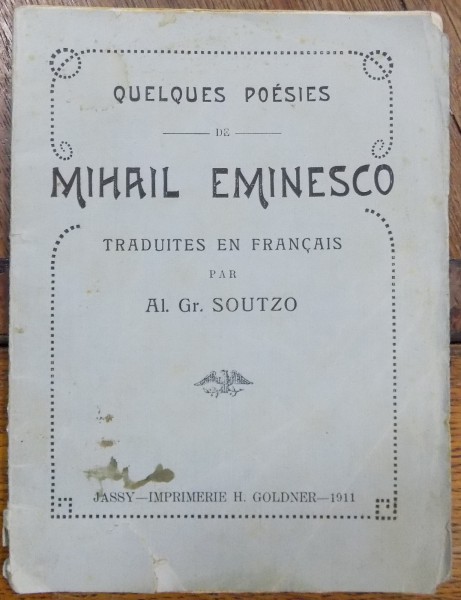 QUELQUES POÉSIES
DE
MIHAIL EMINESCO
TRADUITES EN FRANÇAIS
PAR
Al. Gr. SOUTZO
JASSY—IMPRIMERIE H. GOLDNER—1911